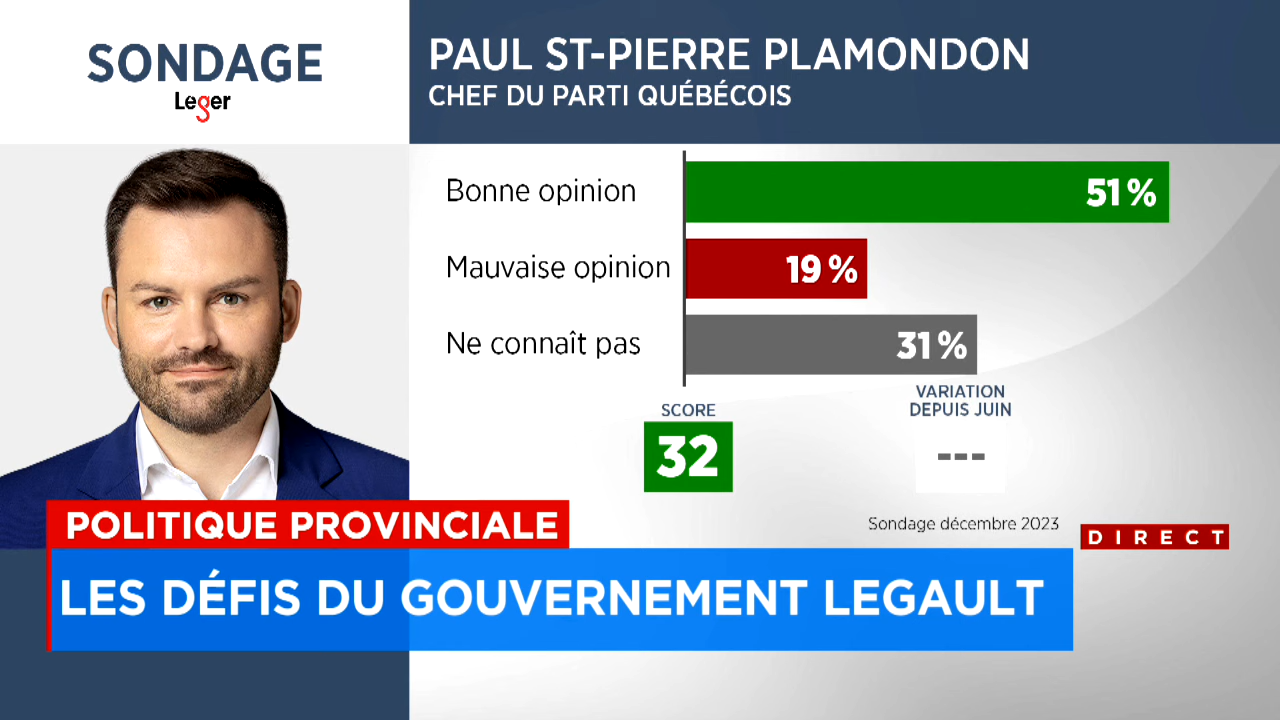 SONDAGE
Leger
PAUL ST-PIERRE PLAMONDON
CHEF DU PARTI QUÉBÉCOIS
Bonne opinion 51 %
Mauvaise opinion 19 %
Ne connaît pas 31 %
SCORE
32
VARIATION
DEPUIS JUIN
---
Sondage décembre 2023
DIRECT
POLITIQUE PROVINCIALE
LES DÉFIS DU GOUVERNEMENT LEGAULT